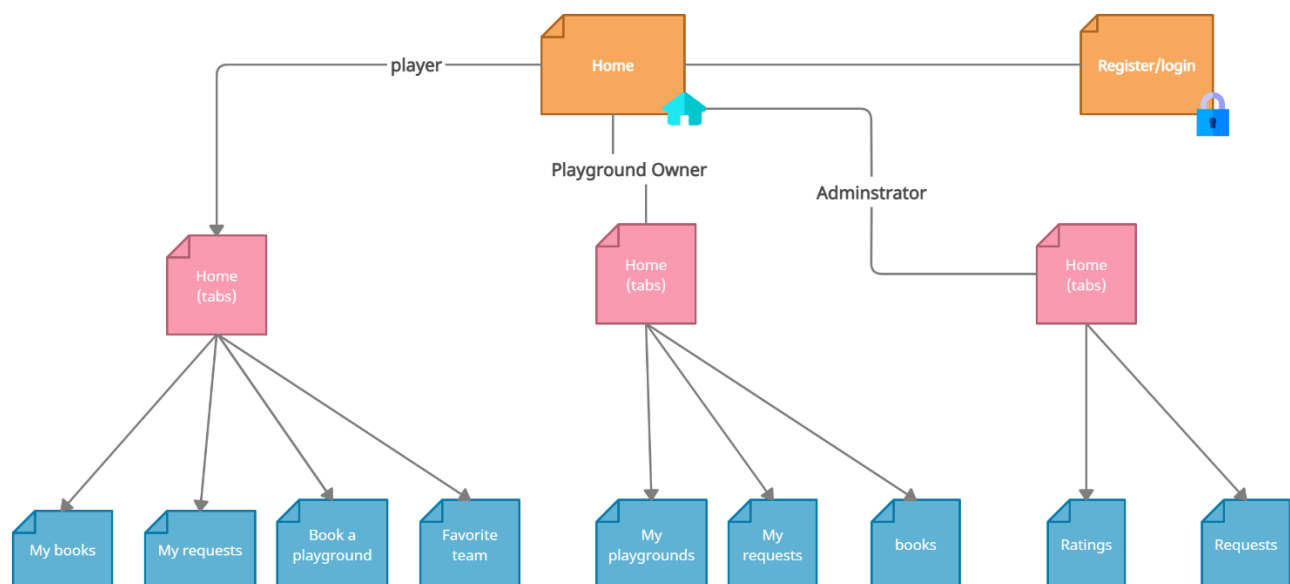 Home
Register/login
player
Playground Owner
Adminstrator
Home
(tabs)
Home
(tabs)
Home
(tabs)
My books
My requests
Book a
playground
Favorite
team
My
playgrounds
My
requests
books
Ratings
Requests